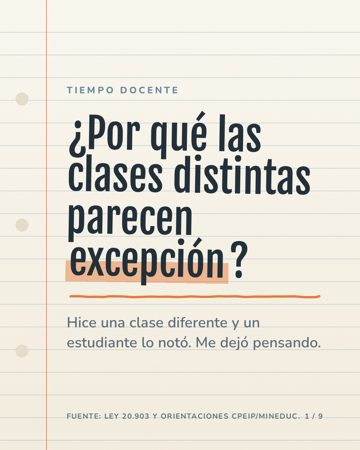 TIEMPO DOCENTE
¿Por qué las
clases distintas
parecen
excepción?
Hice una clase diferente y un
estudiante lo notó. Me dejó pensando.
FUENTE: LEY 20.903 Y ORIENTACIONES CPEIP/MINEDUC. 1 / 9